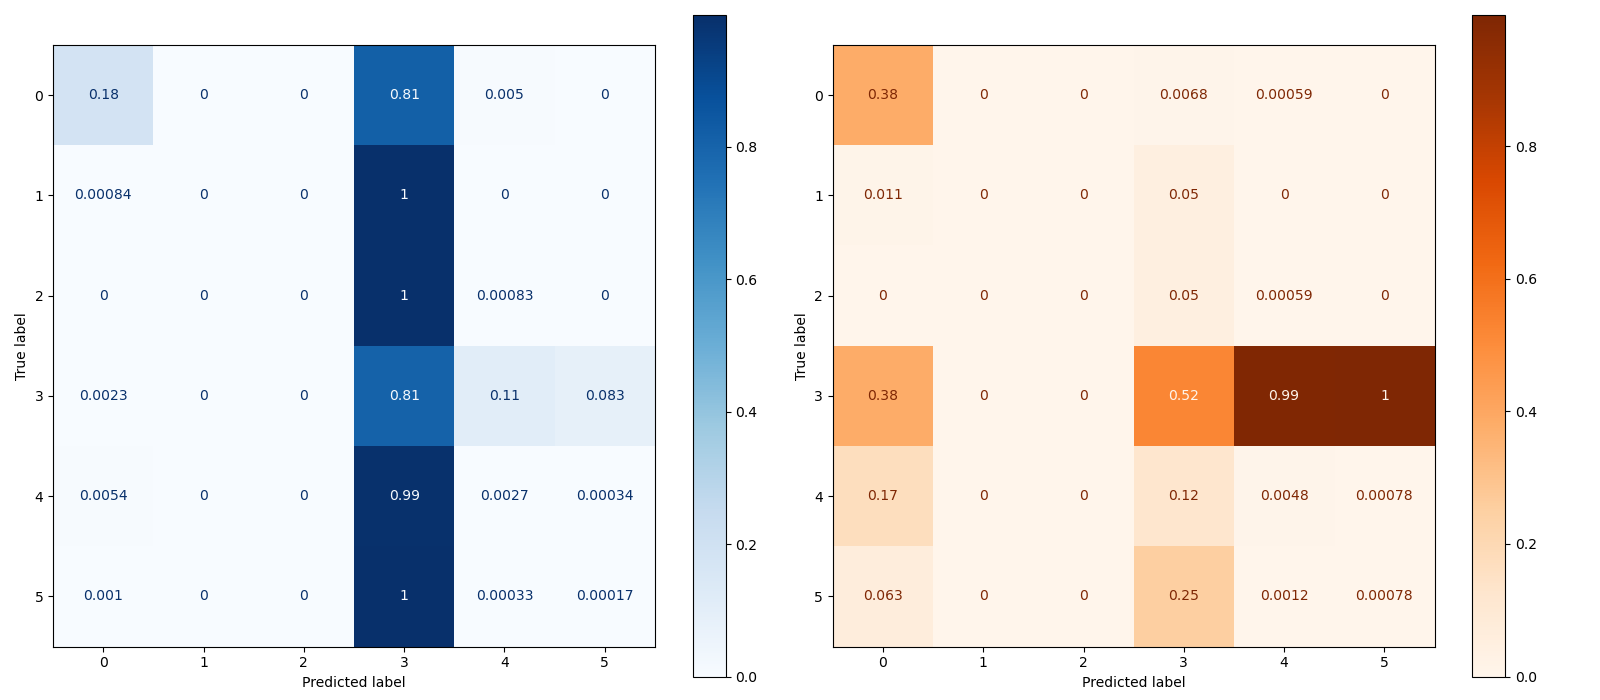 0 0.18 0 0 0.81 0.005 0
1 0.00084 0 0 1 0 0
2 0 0 0 1 0.00083 0
3 0.0023 0 0 0.81 0.11 0.083
4 0.0054 0 0 0.99 0.0027 0.00034
5 0.001 0 0 1 0.00033 0.00017
0 1 2 3 4 5
Predicted label
True label
0.8
0.6
0.4
0.2
0.0
0 0.38 0 0 0.0068 0.00059 0
1 0.011 0 0 0.05 0 0
2 0 0 0 0.05 0.00059 0
3 0.38 0 0 0.52 0.99 1
4 0.17 0 0 0.12 0.0048 0.00078
5 0.063 0 0 0.25 0.0012 0.00078
0 1 2 3 4 5
Predicted label
True label
0.8
0.6
0.4
0.2
0.0